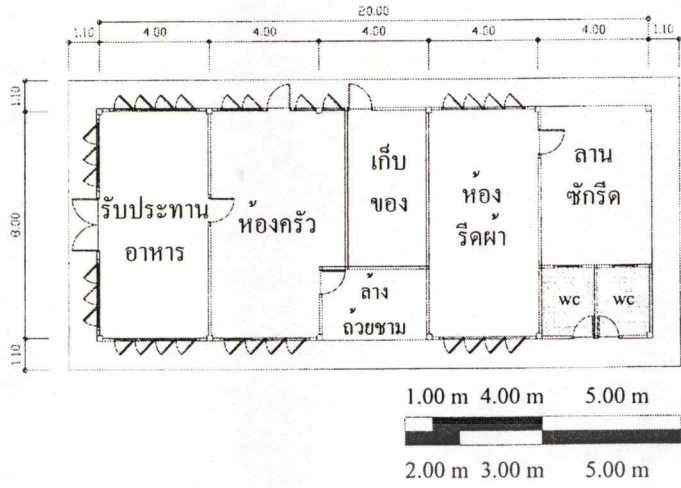 20.00
1.10 4.00 4.00 4.00 4.00 4.00 1.10
1.10
8.00
1.10
รับประทาน
อาหาร
ห้องครัว
เก็บ
ของ
ล้าง
ถ้วยชาม
ห้อง
รีดผ้า
ลาน
ซักรีด
wc wc
1.00 m 4.00 m 5.00 m
2.00 m 3.00 m 5.00 m